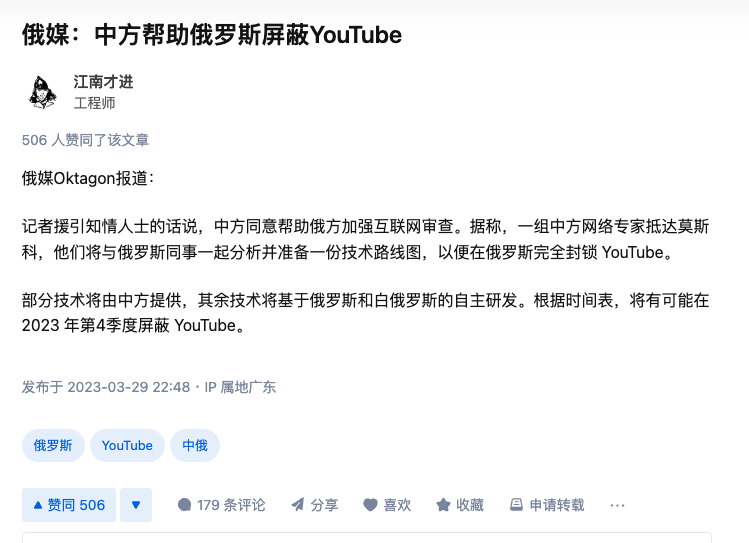 俄媒：中方帮助俄罗斯屏蔽YouTube
江南才进
工程师
506 人赞同了该文章
俄媒Oktagon报道：
记者援引知情人士的话说，中方同意帮助俄方加强互联网审查。据称，一组中方网络专家抵达莫斯
科，他们将与俄罗斯同事一起分析并准备一份技术路线图，以便在俄罗斯完全封锁 YouTube。
部分技术将由中方提供，其余技术将基于俄罗斯和白俄罗斯的自主研发。根据时间表，将有可能在
2023 年第4季度屏蔽 YouTube。
发布于 2023-03-29 22:48・IP 属地广东
俄罗斯 YouTube 中俄
赞同 506 179 条评论 分享 喜欢 收藏 申请转载 ···